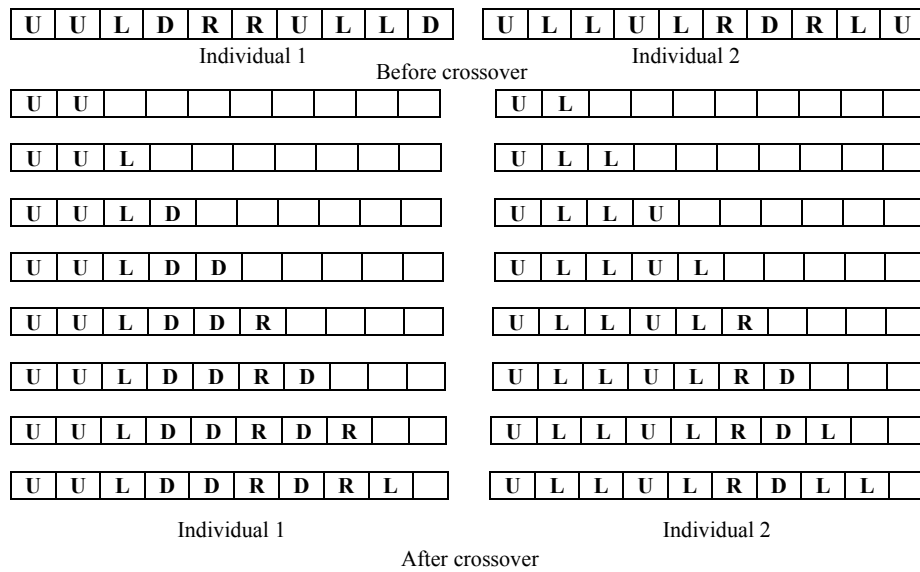 U U L D R R U L L D U L L U L R D R L U
Individual 1 Individual 2
Before crossover
U U U L
U U L U L L
U U L D U L L U
U U L D D U L L U L
U U L D D R U L L U L R
U U L D D R D U L L U L R D
U U L D D R D R U L L U L R D L
U U L D D R D R L U L L U L R D L L
Individual 1 Individual 2
After crossover